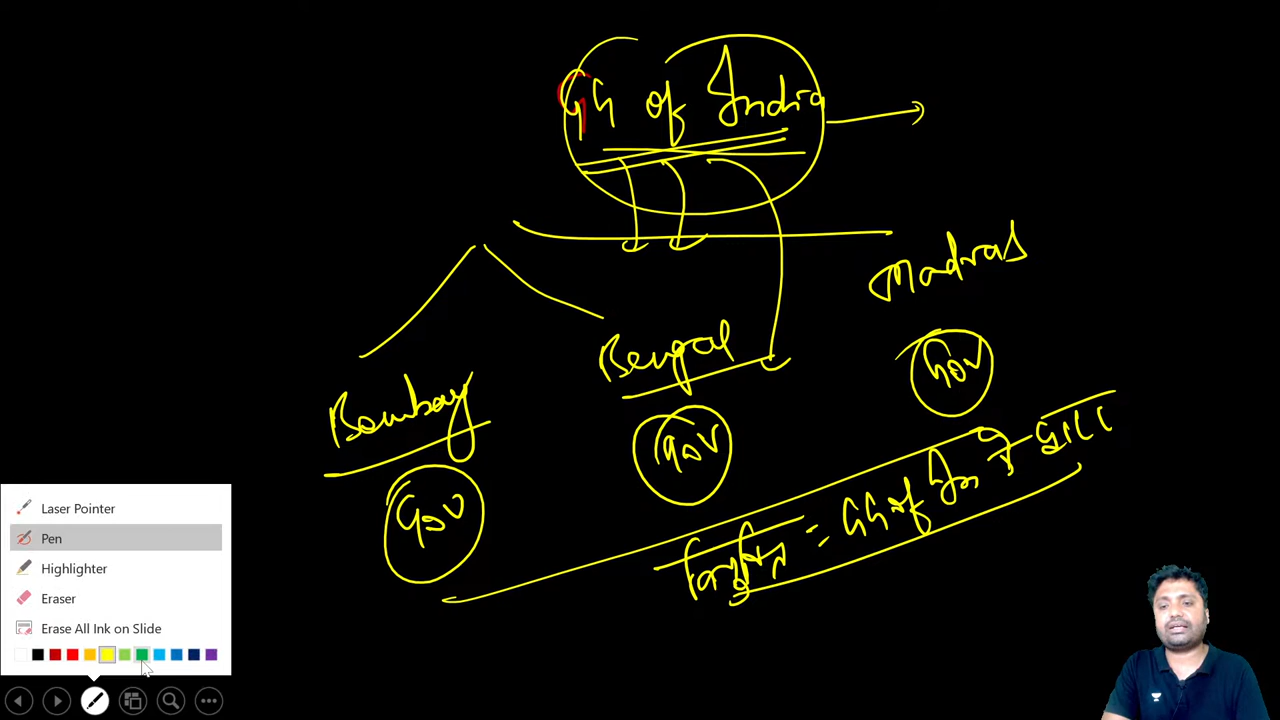 GG of India
Madras
Bengal
Bombay
Gov
Gov
Gov
= GG of
Laser Pointer
Pen
Highlighter
Eraser
Erase All Ink on Slide